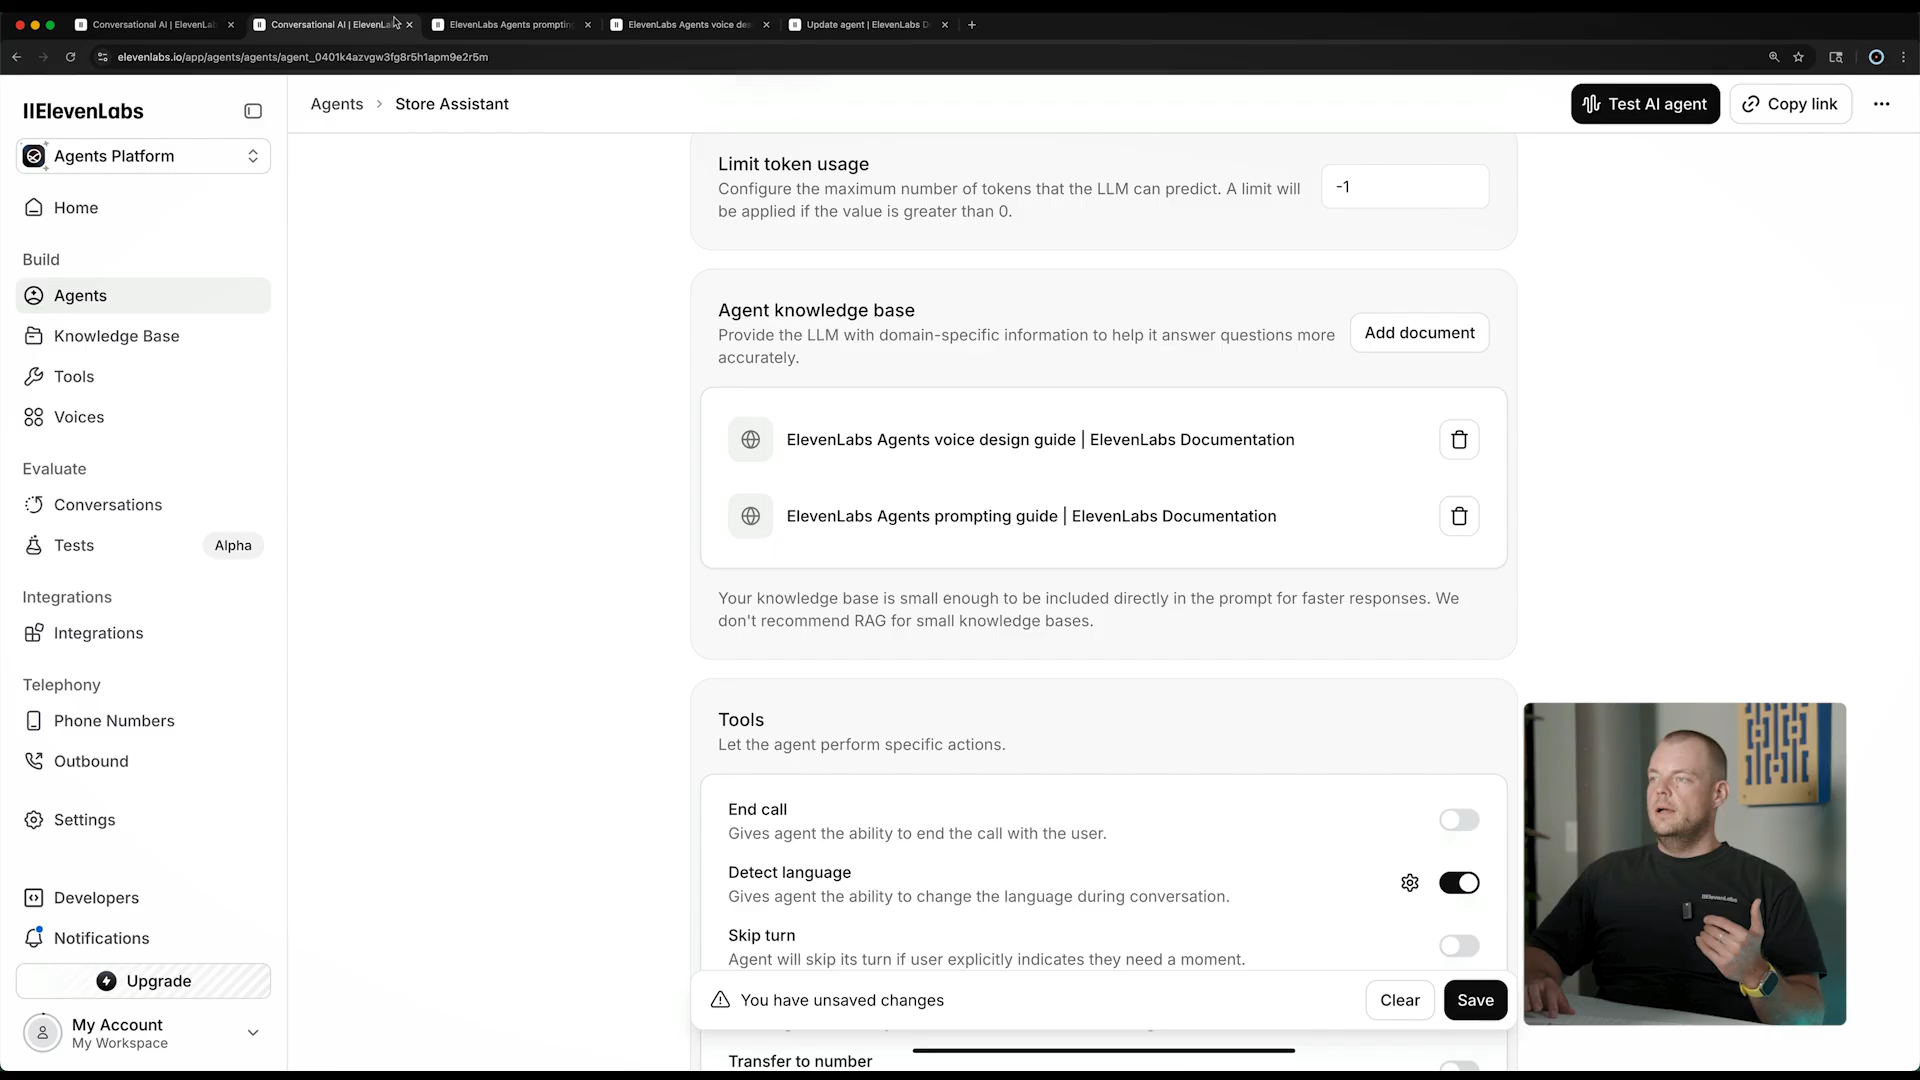 Conversational AI | ElevenLab
Conversational AI | ElevenLa
ElevenLabs Agents prompting
ElevenLabs Agents voice des
Update agent | ElevenLabs D
elevenlabs.io/app/agents/agents/agent_0401k4azvgw3fg8r5h1apm9e2r5m
IIElevenLabs
Agents Platform
Home
Build
Agents
Knowledge Base
Tools
Voices
Evaluate
Conversations
Tests
Alpha
Integrations
Integrations
Telephony
Phone Numbers
Outbound
Settings
Developers
Notifications
Upgrade
My Account
My Workspace
Agents > Store Assistant
Test AI agent
Copy link
Limit token usage
Configure the maximum number of tokens that the LLM can predict. A limit will
be applied if the value is greater than 0.
-1
Agent knowledge base
Provide the LLM with domain-specific information to help it answer questions more
accurately.
Add document
ElevenLabs Agents voice design guide | ElevenLabs Documentation
ElevenLabs Agents prompting guide | ElevenLabs Documentation
Your knowledge base is small enough to be included directly in the prompt for faster responses. We
don't recommend RAG for small knowledge bases.
Tools
Let the agent perform specific actions.
End call
Gives agent the ability to end the call with the user.
Detect language
Gives agent the ability to change the language during conversation.
Skip turn
Agent will skip its turn if user explicitly indicates they need a moment.
You have unsaved changes
Clear
Save
Transfer to number
IIElevenLabs